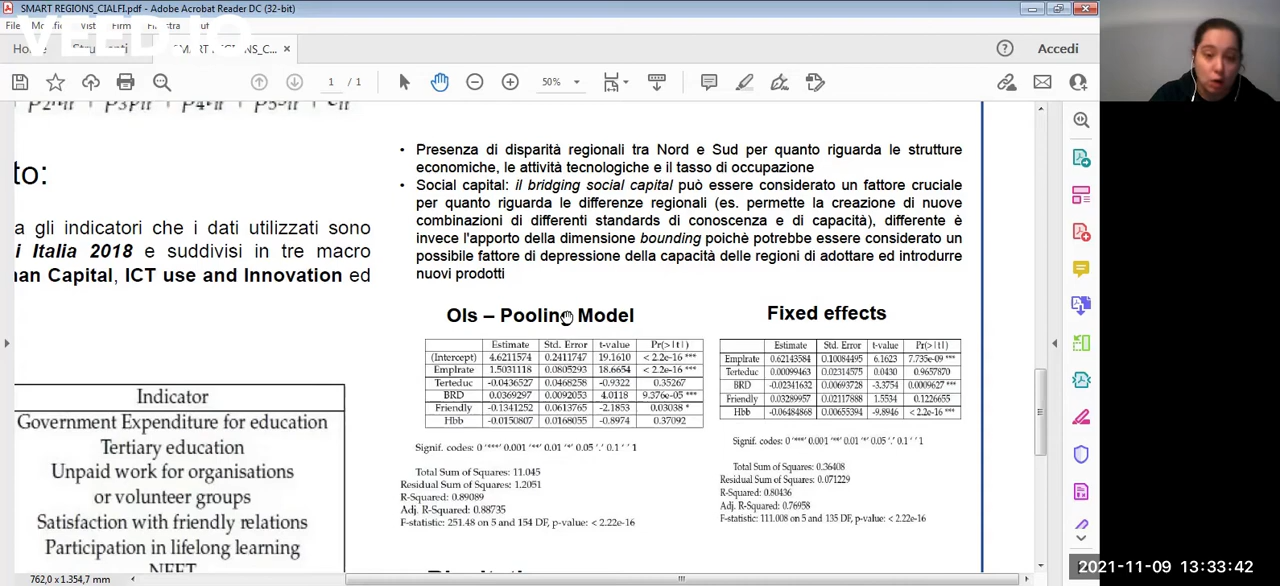 SMART REGIONS_CIALFI.pdf - Adobe Acrobat Reader DC (32-bit)
File
VEED.IO
Strumenti
SMART REGIONS_C...
Accedi
1 / 1
50%
to:
a gli indicatori che i dati utilizzati sono
i Italia 2018 e suddivisi in tre macro
an Capital, ICT use and Innovation ed
Indicator
Government Expenditure for education
Tertiary education
Unpaid work for organisations
or volunteer groups
Satisfaction with friendly relations
Participation in lifelong learning
NEET
• Presenza di disparità regionali tra Nord e Sud per quanto riguarda le strutture
economiche, le attività tecnologiche e il tasso di occupazione
• Social capital: il bridging social capital può essere considerato un fattore cruciale
per quanto riguarda le differenze regionali (es. permette la creazione di nuove
combinazioni di differenti standards di conoscenza e di capacità), differente è
invece l'apporto della dimensione bounding poichè potrebbe essere considerato un
possibile fattore di depressione della capacità delle regioni di adottare ed introdurre
nuovi prodotti
Ols – Pooling Model
Estimate Std. Error t-value Pr(>|t|)
(Intercept) 4.6211574 0.2411747 19.1610 < 2.2e-16 ***
Emplrate 1.5031118 0.0805293 18.6654 < 2.2e-16 ***
Terteduc -0.0436527 0.0468258 -0.9322 0.35267
BRD 0.0369297 0.0092053 4.0118 9.376e-05 ***
Friendly -0.1341252 0.0613765 -2.1853 0.03038 *
Hbb -0.0150807 0.0168055 -0.8974 0.37092
Signif. codes: 0 '***' 0.001 '**' 0.01 '*' 0.05 '.' 0.1 ' ' 1
Total Sum of Squares: 11.045
Residual Sum of Squares: 1.2051
R-Squared: 0.89089
Adj. R-Squared: 0.88735
F-statistic: 251.48 on 5 and 154 DF, p-value: < 2.22e-16
Fixed effects
Estimate Std. Error t-value Pr(>|t|)
Emplrate 0.62143584 0.10084495 6.1623 7.735e-09 ***
Terteduc 0.00099463 0.02314575 0.0430 0.9657870
BRD -0.02341632 0.00693728 -3.3754 0.0009627 ***
Friendly 0.03289957 0.02117888 1.5534 0.1226655
Hbb -0.06484868 0.00655394 -9.8946 < 2.2e-16 ***
Signif. codes: 0 '***' 0.001 '**' 0.01 '*' 0.05 '.' 0.1 ' ' 1
Total Sum of Squares: 0.36408
Residual Sum of Squares: 0.071229
R-Squared: 0.80436
Adj. R-Squared: 0.76958
F-statistic: 111.008 on 5 and 135 DF, p-value: < 2.22e-16
762,0 x 1.354,7 mm
2021-11-09 13:33:42